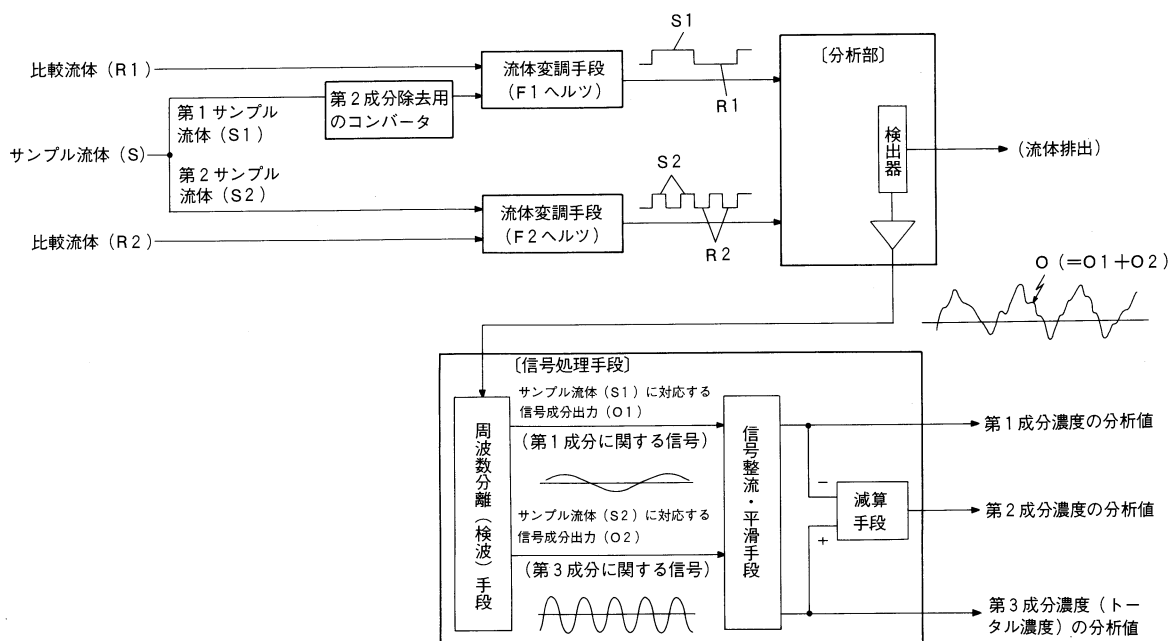 S1
比較流体（R1）
流体変調手段
（F1ヘルツ）
R1
〔分析部〕
第2成分除去用
のコンバータ
第1サンプル
流体（S1）
サンプル流体（S）
第2サンプル
流体（S2）
検出器
（流体排出）
S2
流体変調手段
（F2ヘルツ）
R2
比較流体（R2）
O（＝O1＋O2）
〔信号処理手段〕
周波数分離（検波）手段
サンプル流体（S1）に対応する
信号成分出力（O1）
（第1成分に関する信号）
サンプル流体（S2）に対応する
信号成分出力（O2）
（第3成分に関する信号）
信号整流・平滑手段
−
+
減算
手段
第1成分濃度の分析値
第2成分濃度の分析値
第3成分濃度（トー
タル濃度）の分析値